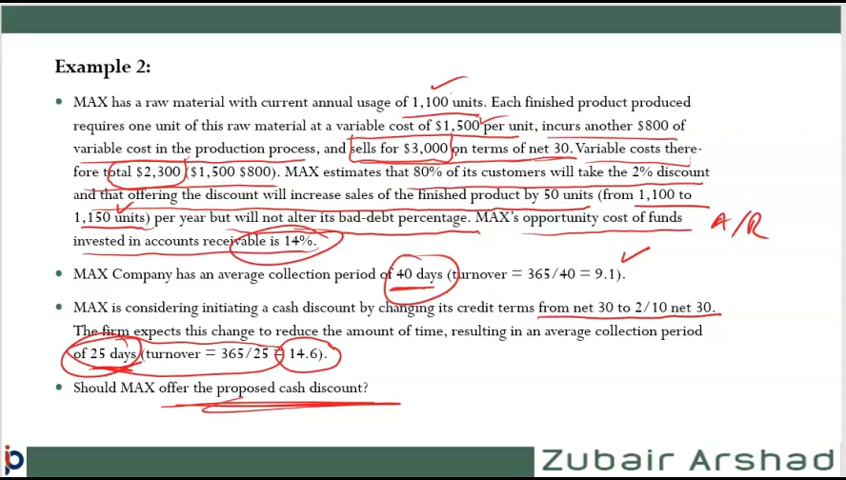 Example 2:
• MAX has a raw material with current annual usage of 1,100 units. Each finished product produced
requires one unit of this raw material at a variable cost of $1,500 per unit, incurs another $800 of
variable cost in the production process, and sells for $3,000 on terms of net 30. Variable costs there-
fore total $2,300 ($1,500 $800). MAX estimates that 80% of its customers will take the 2% discount
and that offering the discount will increase sales of the finished product by 50 units (from 1,100 to
1,150 units) per year but will not alter its bad-debt percentage. MAX's opportunity cost of funds
A/R
invested in accounts receivable is 14%.
• MAX Company has an average collection period of 40 days (turnover = 365/40 = 9.1).
• MAX is considering initiating a cash discount by changing its credit terms from net 30 to 2/10 net 30.
The firm expects this change to reduce the amount of time, resulting in an average collection period
of 25 days (turnover = 365/25 = 14.6).
• Should MAX offer the proposed cash discount?
Zubair Arshad